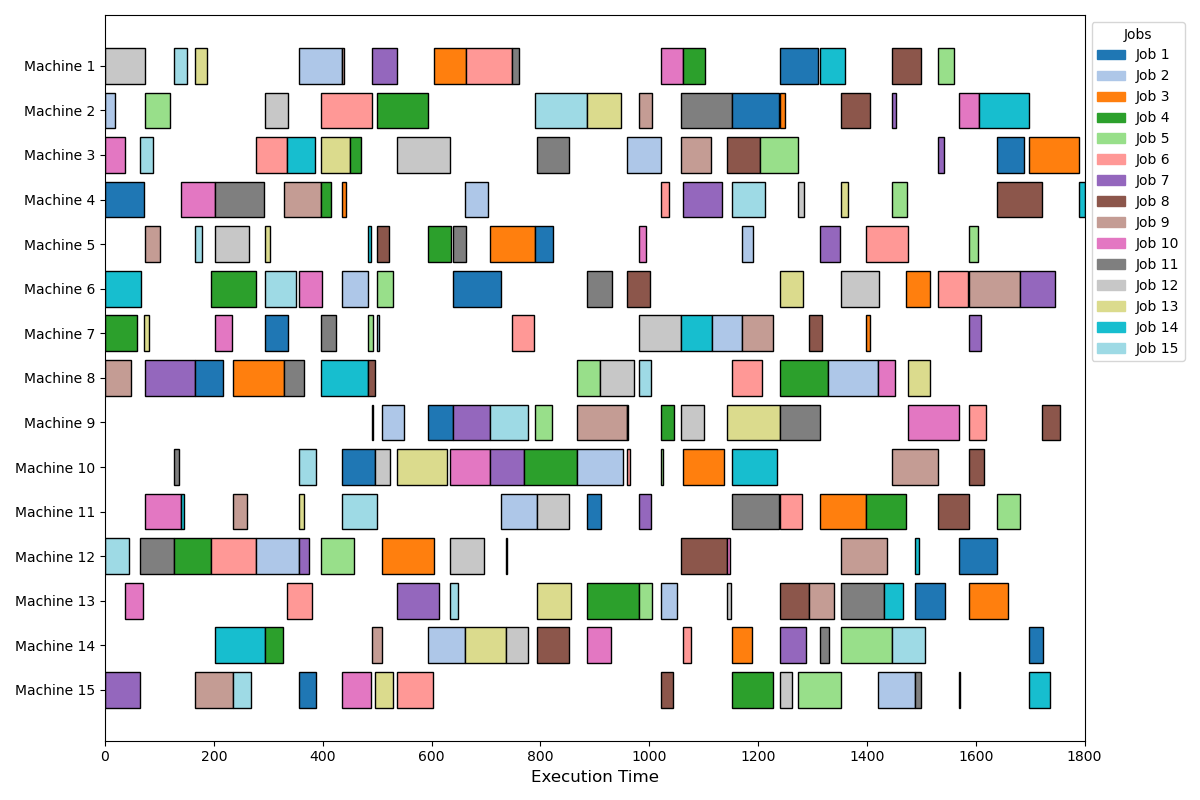 Machine 1
Machine 2
Machine 3
Machine 4
Machine 5
Machine 6
Machine 7
Machine 8
Machine 9
Machine 10
Machine 11
Machine 12
Machine 13
Machine 14
Machine 15
0 200 400 600 800 1000 1200 1400 1600 1800
Execution Time
Jobs
Job 1
Job 2
Job 3
Job 4
Job 5
Job 6
Job 7
Job 8
Job 9
Job 10
Job 11
Job 12
Job 13
Job 14
Job 15